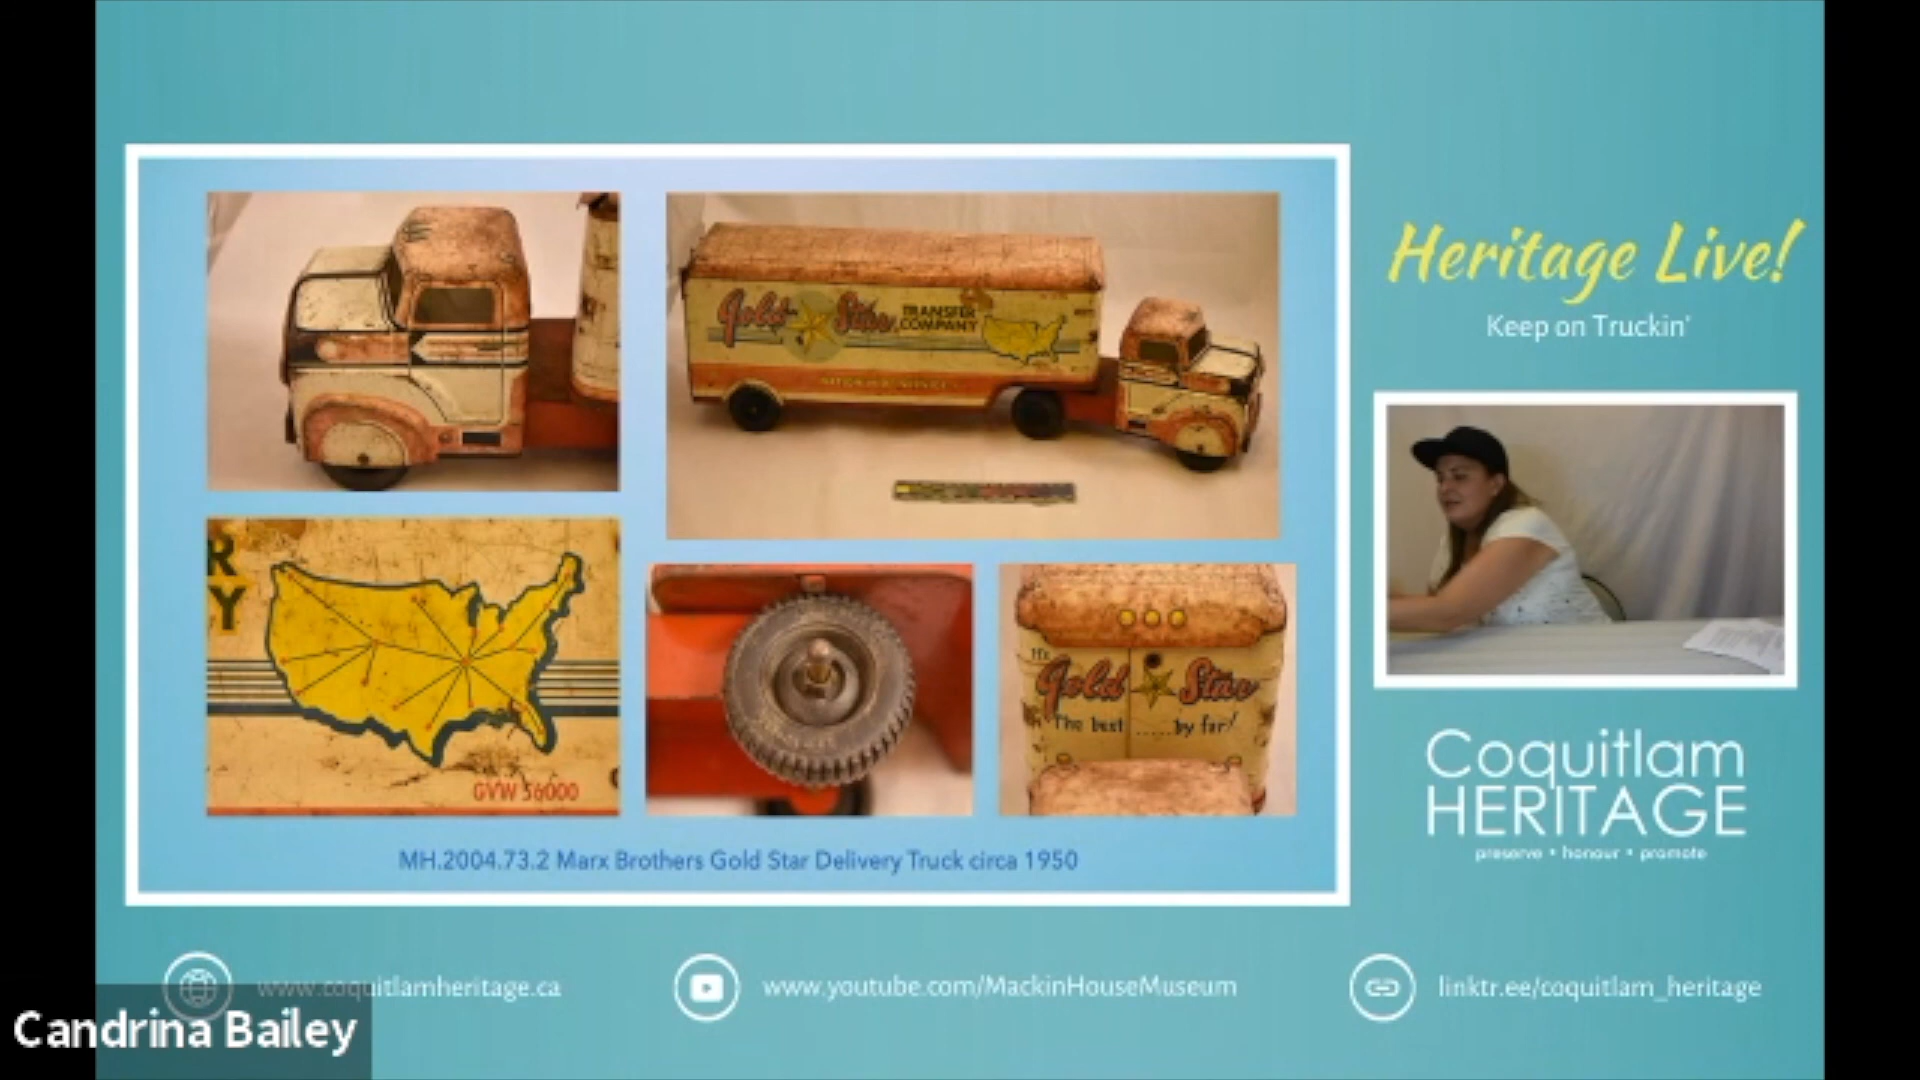 Heritage Live!
Keep on Truckin'
Gold Star TRANSFER
COMPANY
R
Y
GVW 56000
It's
Gold Star
The best .....by far!
MH.2004.73.2 Marx Brothers Gold Star Delivery Truck circa 1950
Coquitlam
HERITAGE
preserve • honour • promote
www.coquitlamheritage.ca
www.youtube.com/MackinHouseMuseum
linktr.ee/coquitlam_heritage
Candrina Bailey